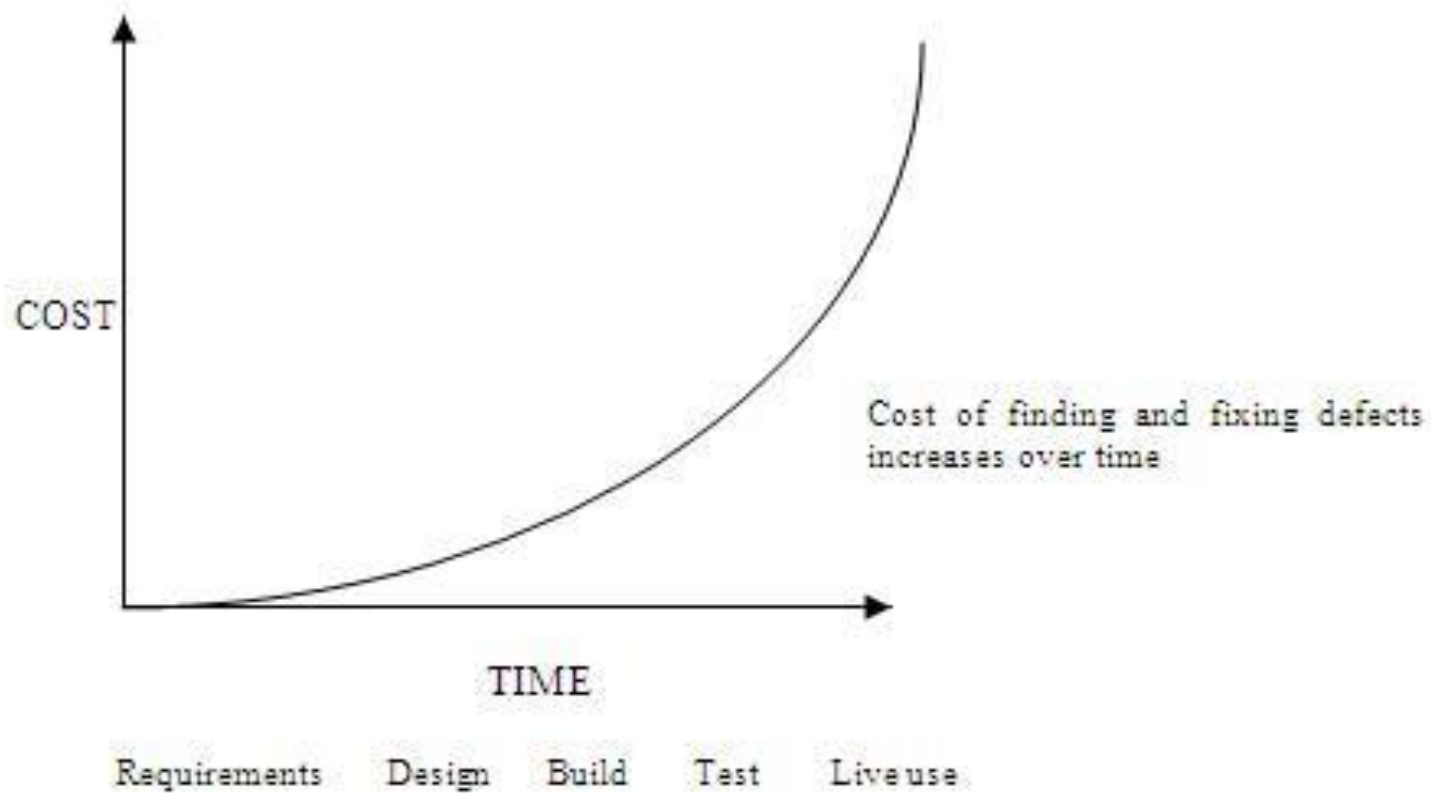 COST
Cost of finding and fixing defects
increases over time
TIME
Requirements Design Build Test Live use